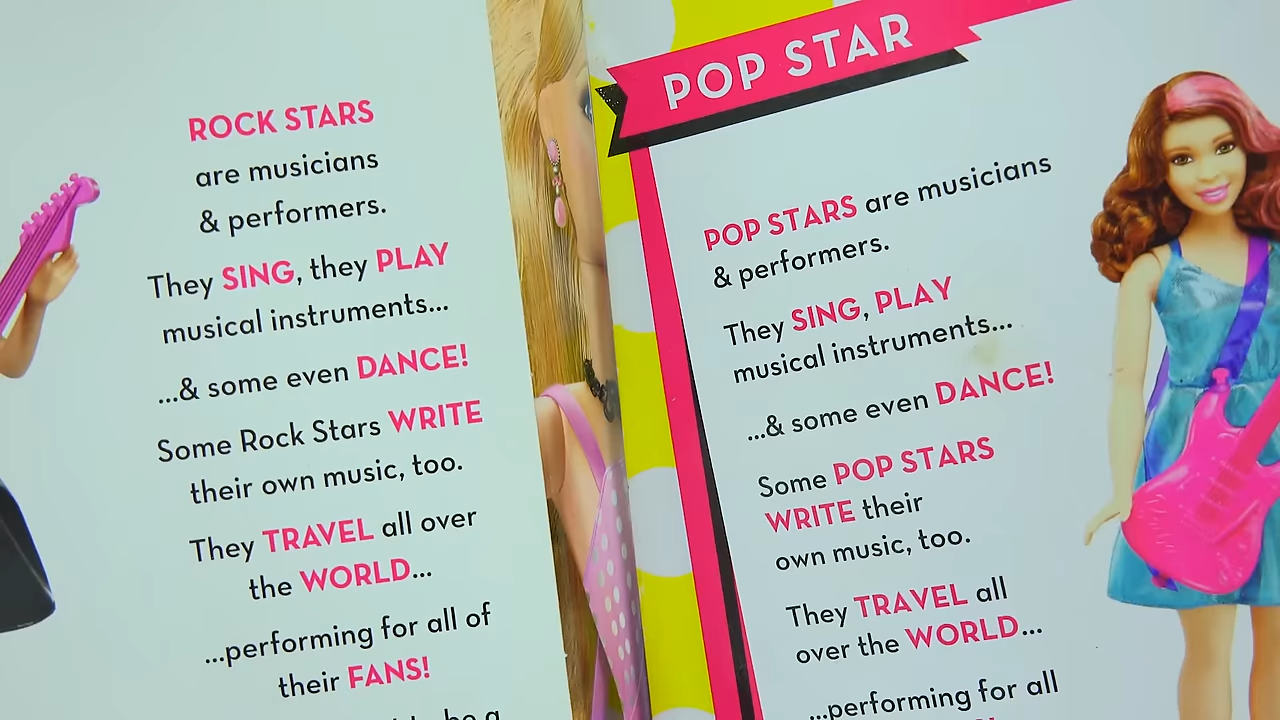 ROCK STARS
are musicians
& performers.
They SING, they PLAY
musical instruments...
...& some even DANCE!
Some Rock Stars WRITE
their own music, too.
They TRAVEL all over
the WORLD...
...performing for all of
their FANS!
be a
POP STAR
POP STARS are musicians
& performers.
They SING, PLAY
musical instruments...
...& some even DANCE!
Some POP STARS
WRITE their
own music, too.
They TRAVEL all
over the WORLD...
...performing for all